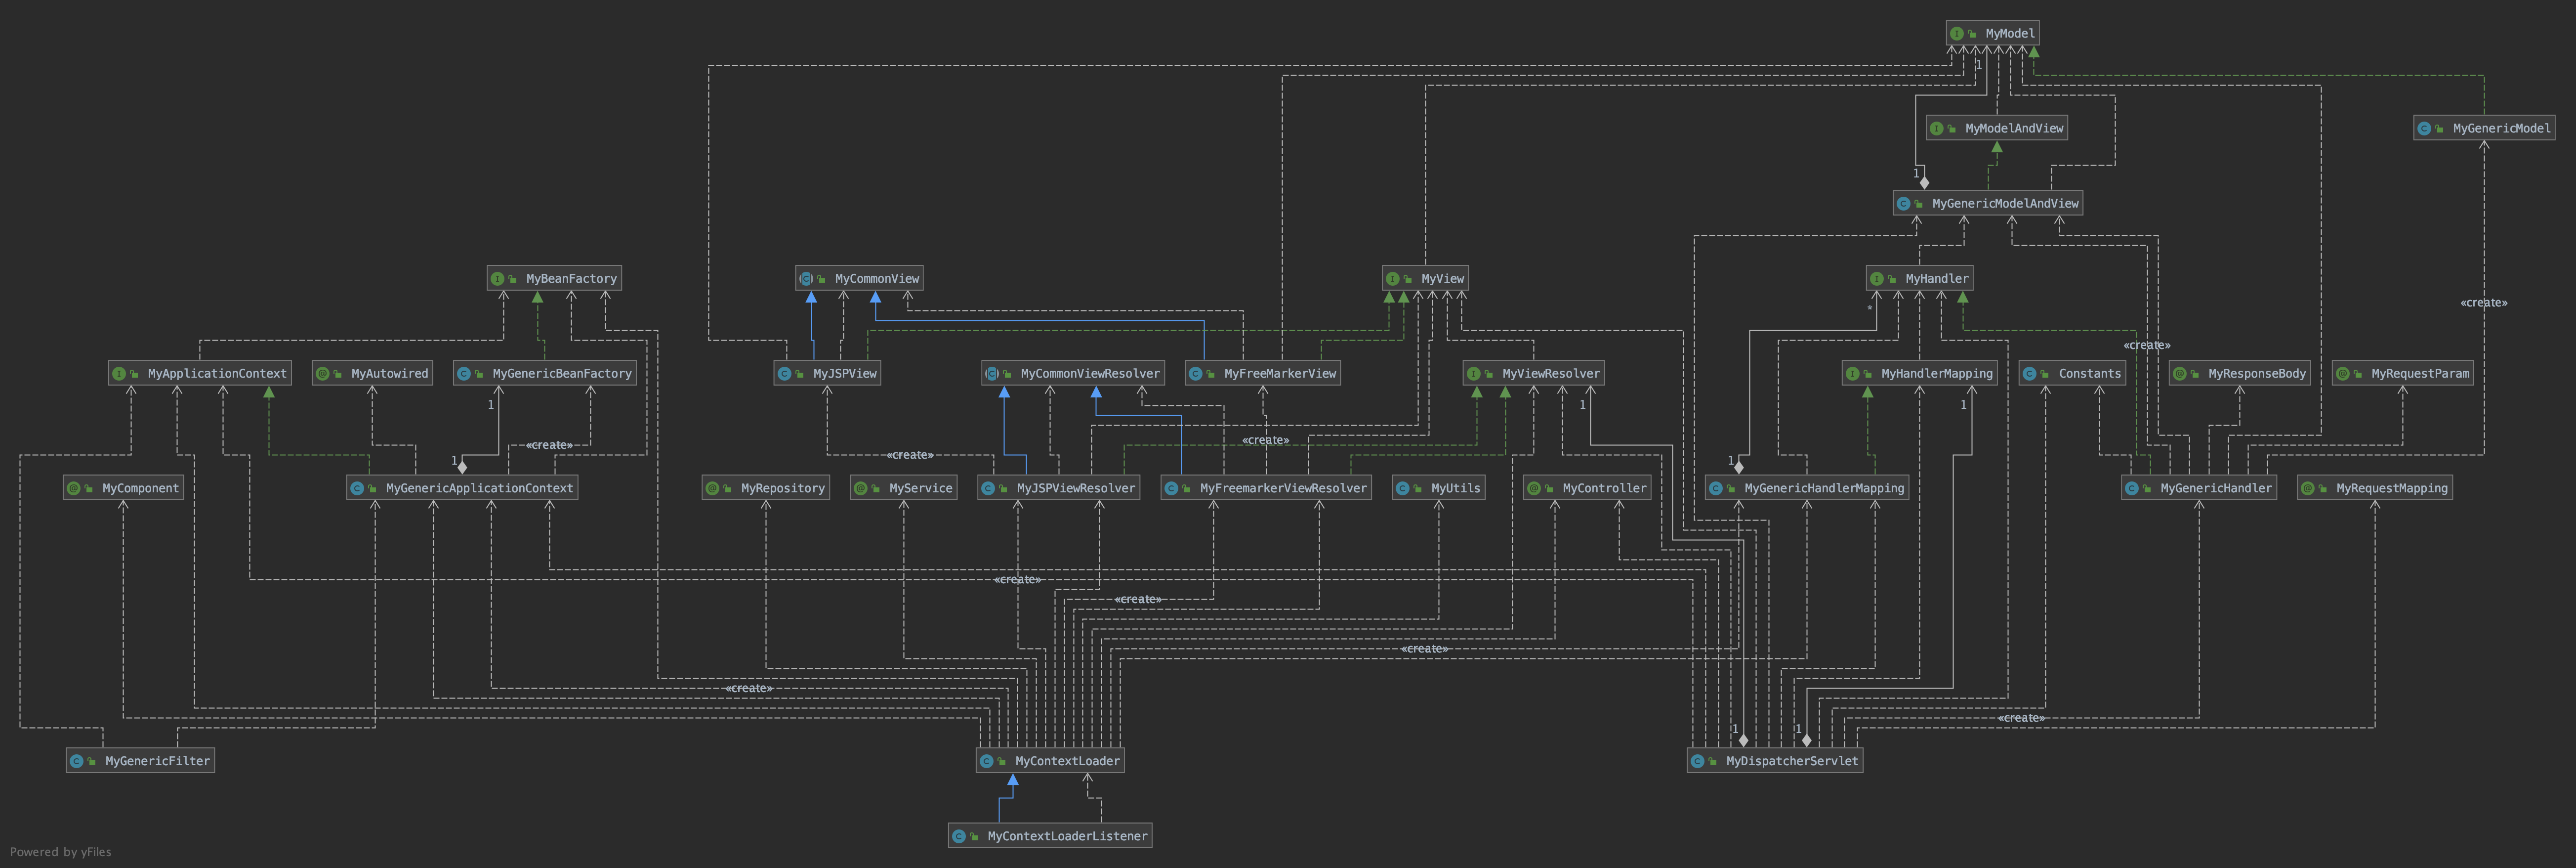 I MyModel
1
I MyModelAndView
C MyGenericModel
1
C MyGenericModelAndView
I MyBeanFactory
C MyCommonView
I MyView
I MyHandler
«create»
*
«create»
I MyApplicationContext
@ MyAutowired
C MyGenericBeanFactory
C MyJSPView
C MyCommonViewResolver
C MyFreeMarkerView
I MyViewResolver
I MyHandlerMapping
C Constants
@ MyResponseBody
@ MyRequestParam
1
1
1
«create»
«create»
«create»
1
1
@ MyComponent
C MyGenericApplicationContext
@ MyRepository
@ MyService
C MyJSPViewResolver
C MyFreemarkerViewResolver
C MyUtils
@ MyController
C MyGenericHandlerMapping
C MyGenericHandler
@ MyRequestMapping
«create»
«create»
«create»
«create»
«create»
1
1
C MyGenericFilter
C MyContextLoader
C MyDispatcherServlet
C MyContextLoaderListener
Powered by yFiles